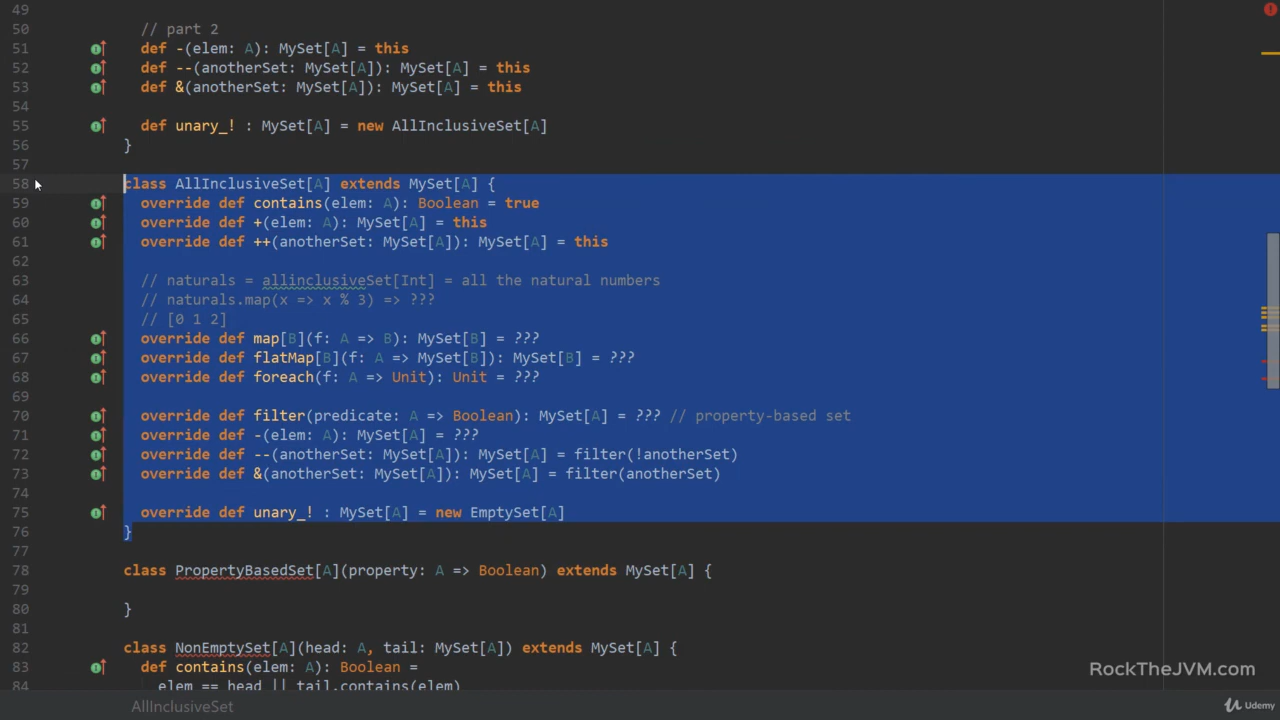 49
50 // part 2
51 def -(elem: A): MySet[A] = this
52 def --(anotherSet: MySet[A]): MySet[A] = this
53 def &(anotherSet: MySet[A]): MySet[A] = this
54
55 def unary_! : MySet[A] = new AllInclusiveSet[A]
56 }
57
58 class AllInclusiveSet[A] extends MySet[A] {
59 override def contains(elem: A): Boolean = true
60 override def +(elem: A): MySet[A] = this
61 override def ++(anotherSet: MySet[A]): MySet[A] = this
62
63 // naturals = allinclusiveSet[Int] = all the natural numbers
64 // naturals.map(x => x % 3) => ???
65 // [0 1 2]
66 override def map[B](f: A => B): MySet[B] = ???
67 override def flatMap[B](f: A => MySet[B]): MySet[B] = ???
68 override def foreach(f: A => Unit): Unit = ???
69
70 override def filter(predicate: A => Boolean): MySet[A] = ??? // property-based set
71 override def -(elem: A): MySet[A] = ???
72 override def --(anotherSet: MySet[A]): MySet[A] = filter(!anotherSet)
73 override def &(anotherSet: MySet[A]): MySet[A] = filter(anotherSet)
74
75 override def unary_! : MySet[A] = new EmptySet[A]
76 }
77
78 class PropertyBasedSet[A](property: A => Boolean) extends MySet[A] {
79
80 }
81
82 class NonEmptySet[A](head: A, tail: MySet[A]) extends MySet[A] {
83 def contains(elem: A): Boolean =
84 elem == head || tail.contains(elem)
RockTheJVM.com
AllInclusiveSet
Udemy